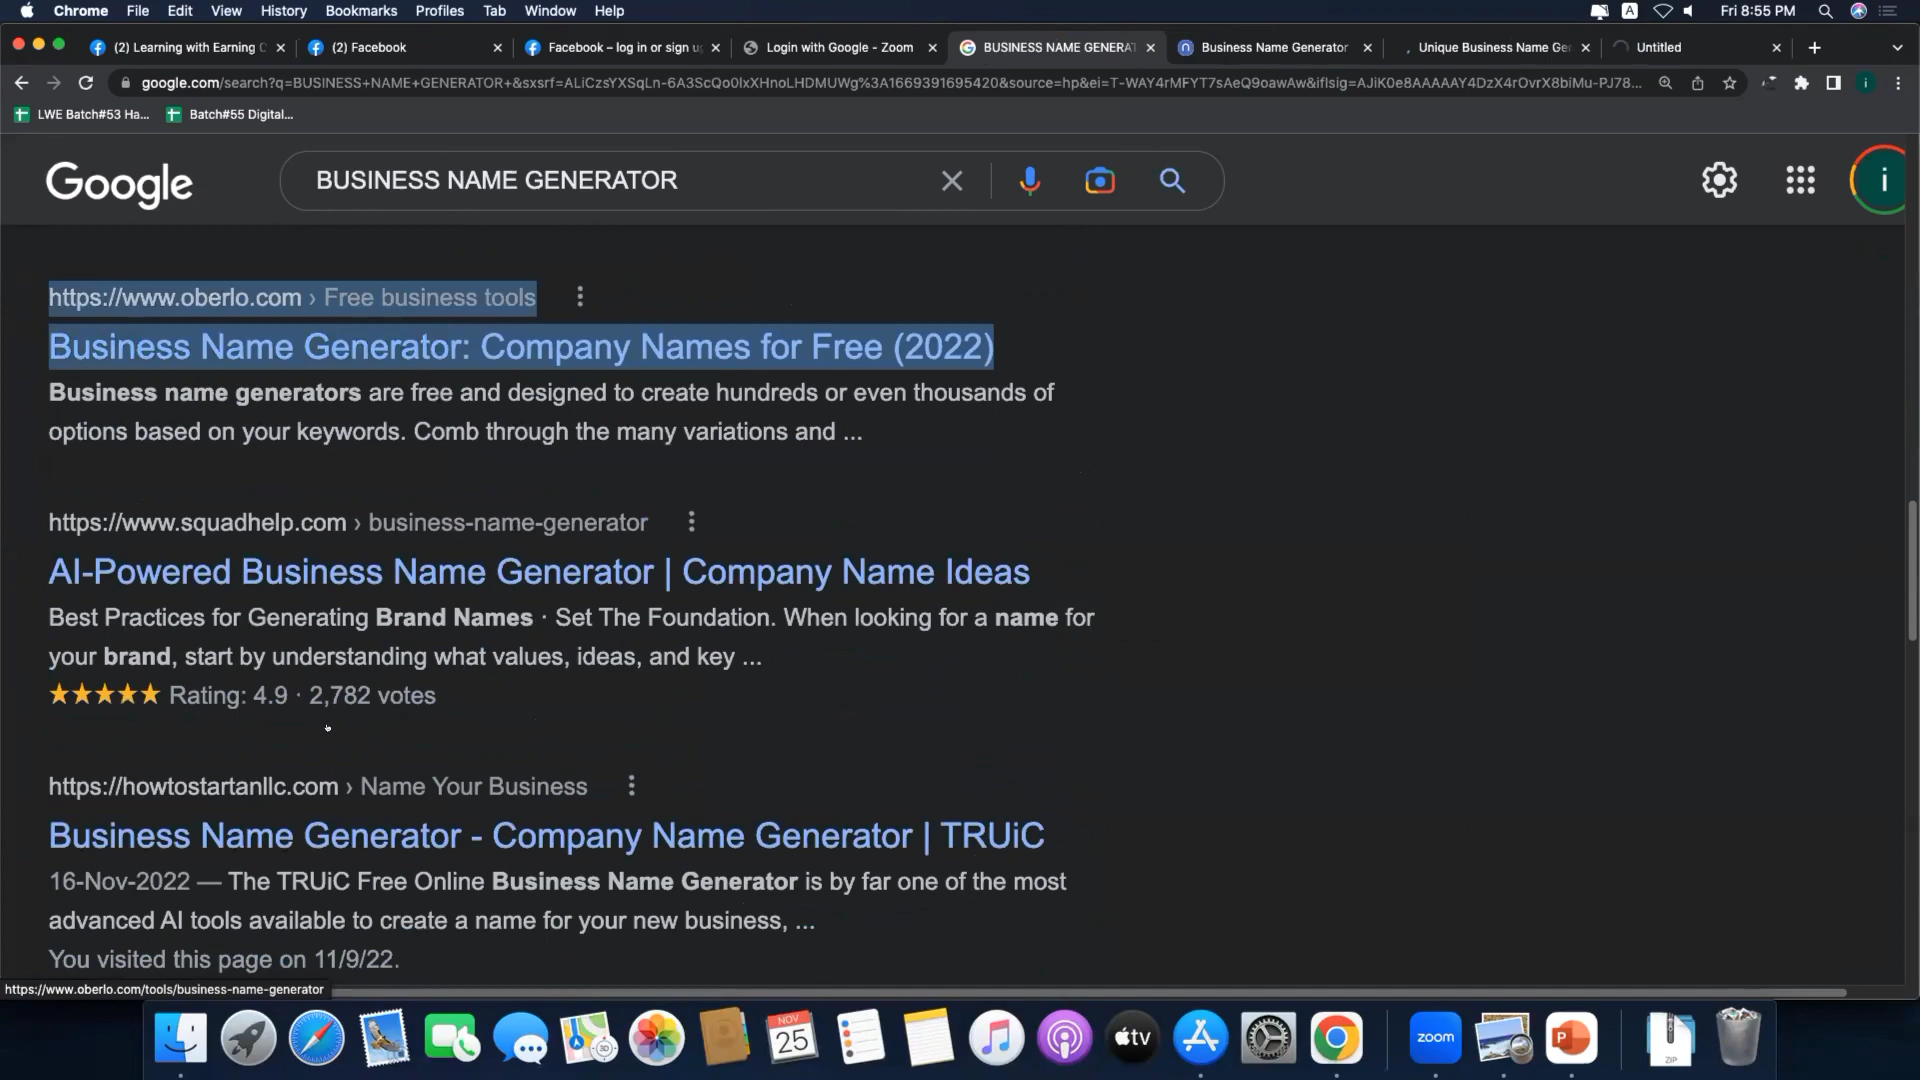 Chrome File Edit View History Bookmarks Profiles Tab Window Help A Fri 8:55 PM
(2) Learning with Earning (2) Facebook Facebook – log in or sign u Login with Google - Zoom BUSINESS NAME GENERAT Business Name Generator Unique Business Name Ge Untitled
google.com/search?q=BUSINESS+NAME+GENERATOR+&sxsrf=ALiCzsYXSqLn-6A3ScQo0lxXHnoLHDMUWg%3A1669391695420&source=hp&ei=T-WAY4rMFYT7sAeQ9oawAw&iflsig=AJiK0e8AAAAAY4DzX4rOvrX8biMu-PJ78...
LWE Batch#53 Ha... Batch#55 Digital...
Google BUSINESS NAME GENERATOR i
https://www.oberlo.com › Free business tools
Business Name Generator: Company Names for Free (2022)
Business name generators are free and designed to create hundreds or even thousands of
options based on your keywords. Comb through the many variations and ...
https://www.squadhelp.com › business-name-generator
AI-Powered Business Name Generator | Company Name Ideas
Best Practices for Generating Brand Names · Set The Foundation. When looking for a name for
your brand, start by understanding what values, ideas, and key ...
Rating: 4.9 · 2,782 votes
https://howtostartanllc.com › Name Your Business
Business Name Generator - Company Name Generator | TRUiC
16-Nov-2022 — The TRUiC Free Online Business Name Generator is by far one of the most
advanced AI tools available to create a name for your new business, ...
You visited this page on 11/9/22.
https://www.oberlo.com/tools/business-name-generator
NOV
25
tv
zoom
P
ZIP